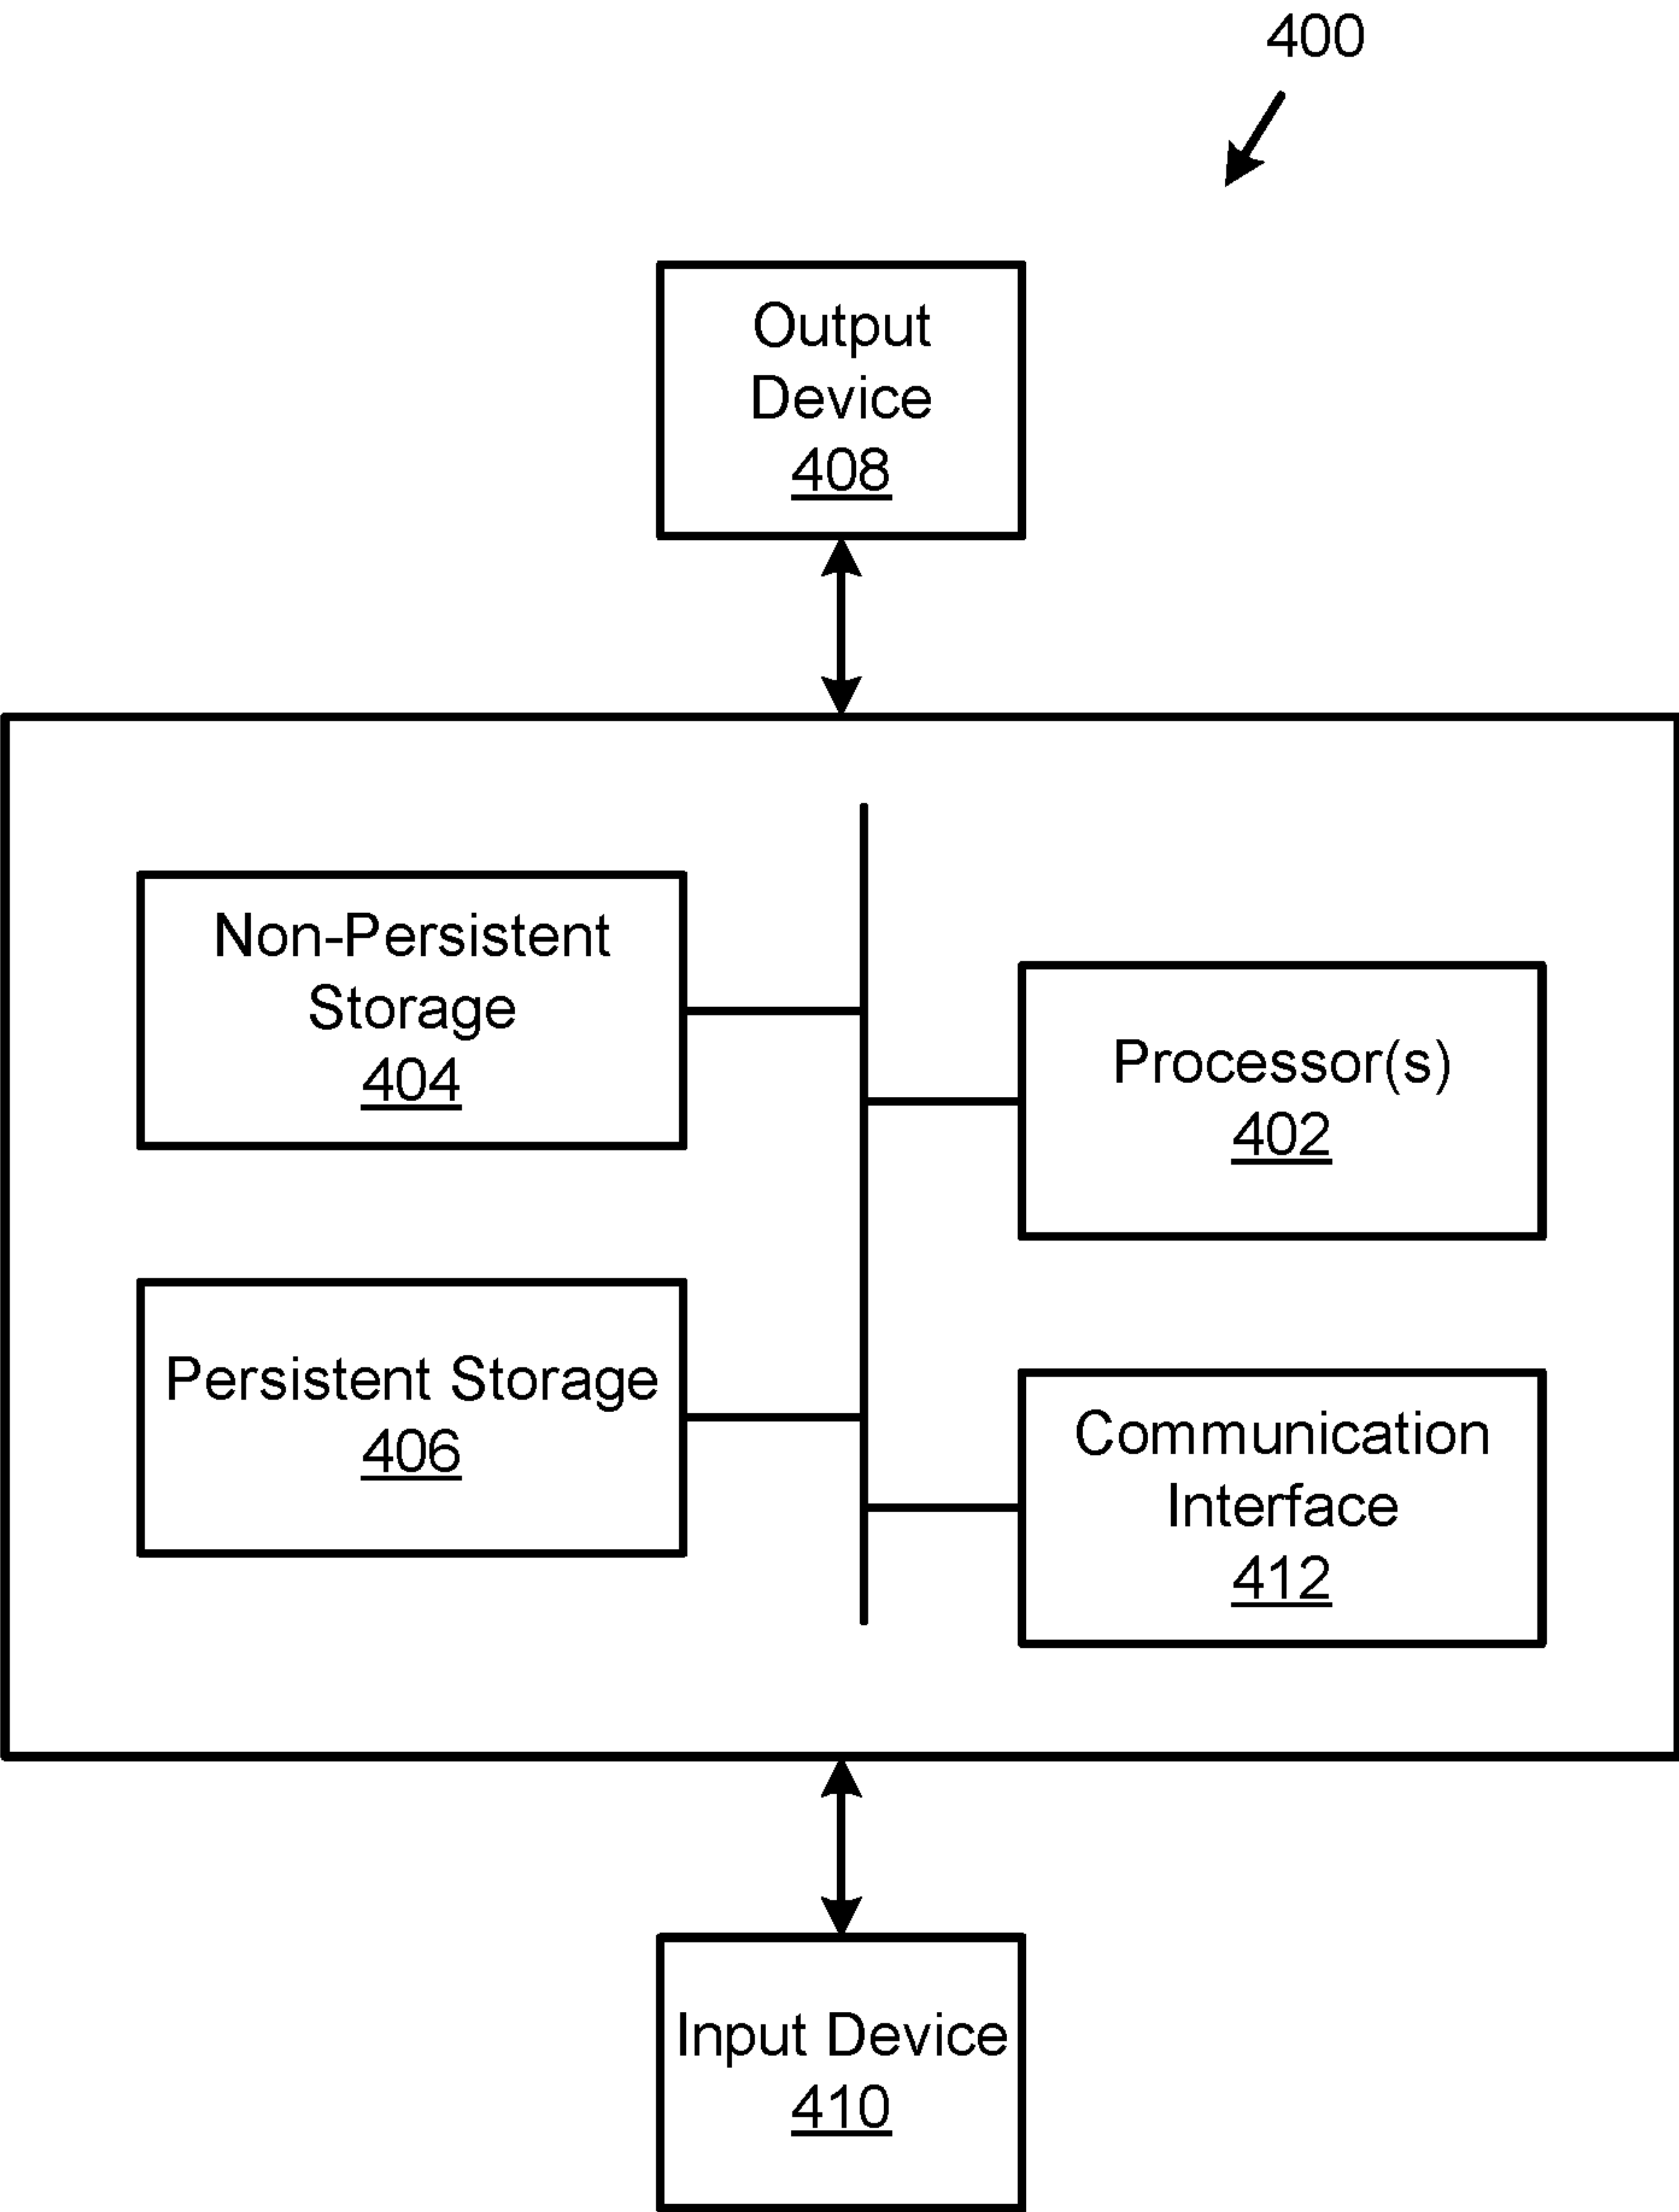 400
Output
Device
408
Non-Persistent
Storage
404
Processor(s)
402
Persistent Storage
406
Communication
Interface
412
Input Device
410